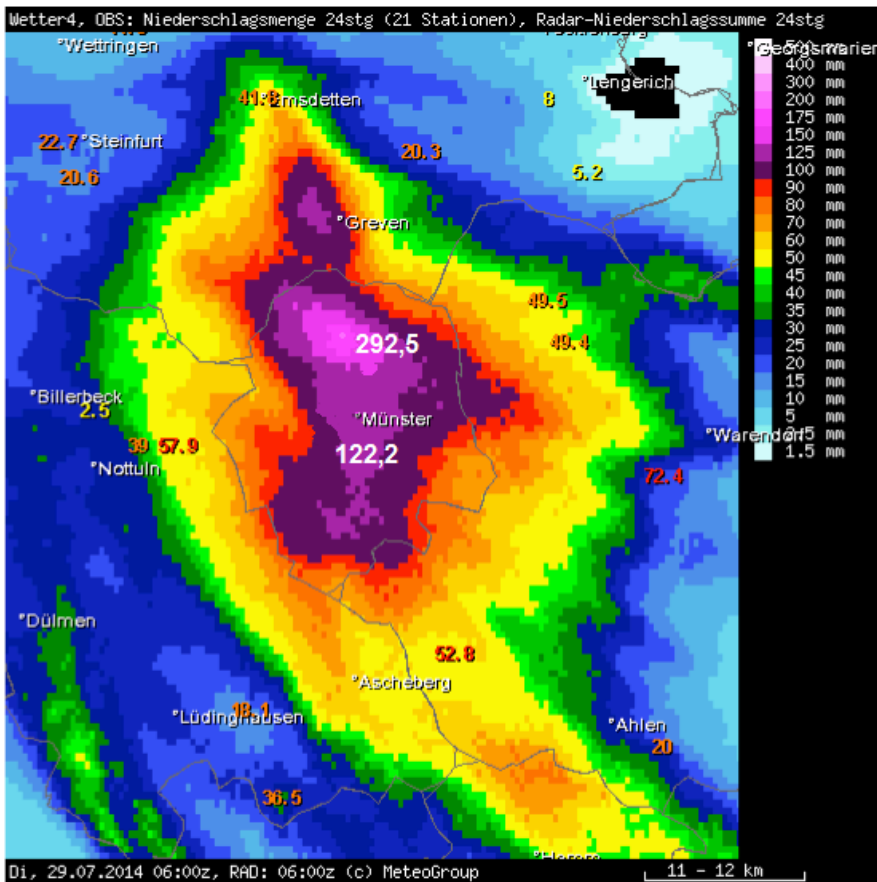 Wetter4, OBS: Niederschlagsmenge 24stg (21 Stationen), Radar-Niederschlagssumme 24stg
°Wettringen
°Georgsmarien
400 mm
300 mm
200 mm
175 mm
150 mm
125 mm
100 mm
90 mm
80 mm
70 mm
60 mm
50 mm
45 mm
40 mm
35 mm
30 mm
25 mm
20 mm
15 mm
10 mm
5 mm
mm
1.5 mm
°Lengerich
°Emsdetten
8
22.7 °Steinfurt
20.3
20.6
5.2
°Greven
49.5
292,5
49.4
°Billerbeck
2.5
°Münster
°Warendorf
39 57.9
122,2
°Nottuln
72.4
°Dülmen
52.8
°Ascheberg
18.1
°Lüdinghausen
°Ahlen
20
36.5
Di, 29.07.2014 06:00z, RAD: 06:00z (c) MeteoGroup
11 - 12 km